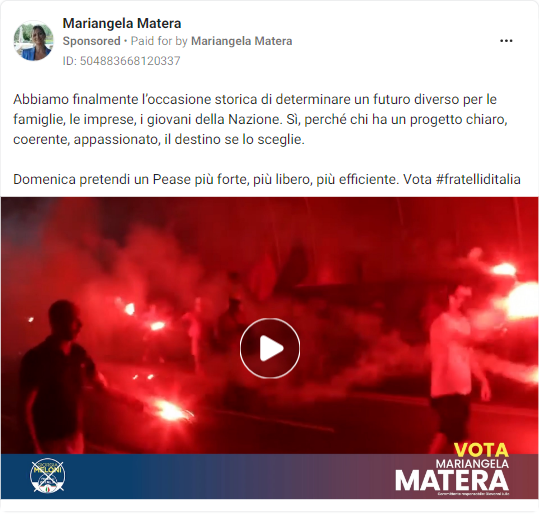 Mariangela Matera
Sponsored • Paid for by Mariangela Matera
ID: 504883668120337
Abbiamo finalmente l'occasione storica di determinare un futuro diverso per le
famiglie, le imprese, i giovani della Nazione. Sì, perché chi ha un progetto chiaro,
coerente, appassionato, il destino se lo sceglie.
Domenica pretendi un Pease più forte, più libero, più efficiente. Vota #fratelliditalia
MELONI
VOTA
MARIANGELA
MATERA